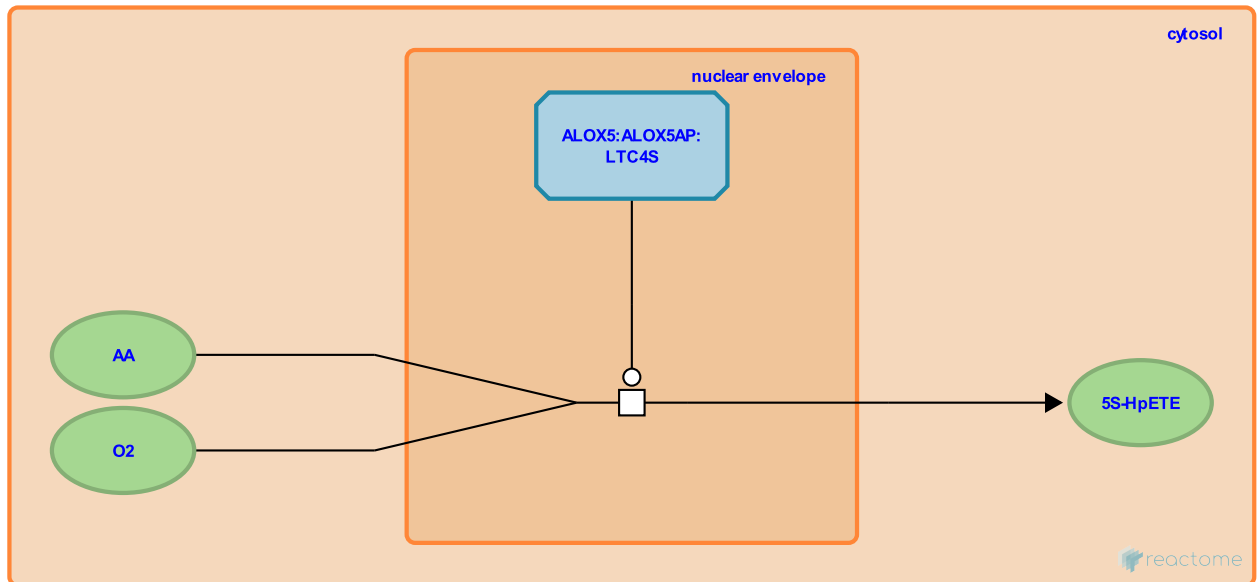 cytosol
nuclear envelope
ALOX5:ALOX5AP:
LTC4S
AA
O2
5S-HpETE
reactome